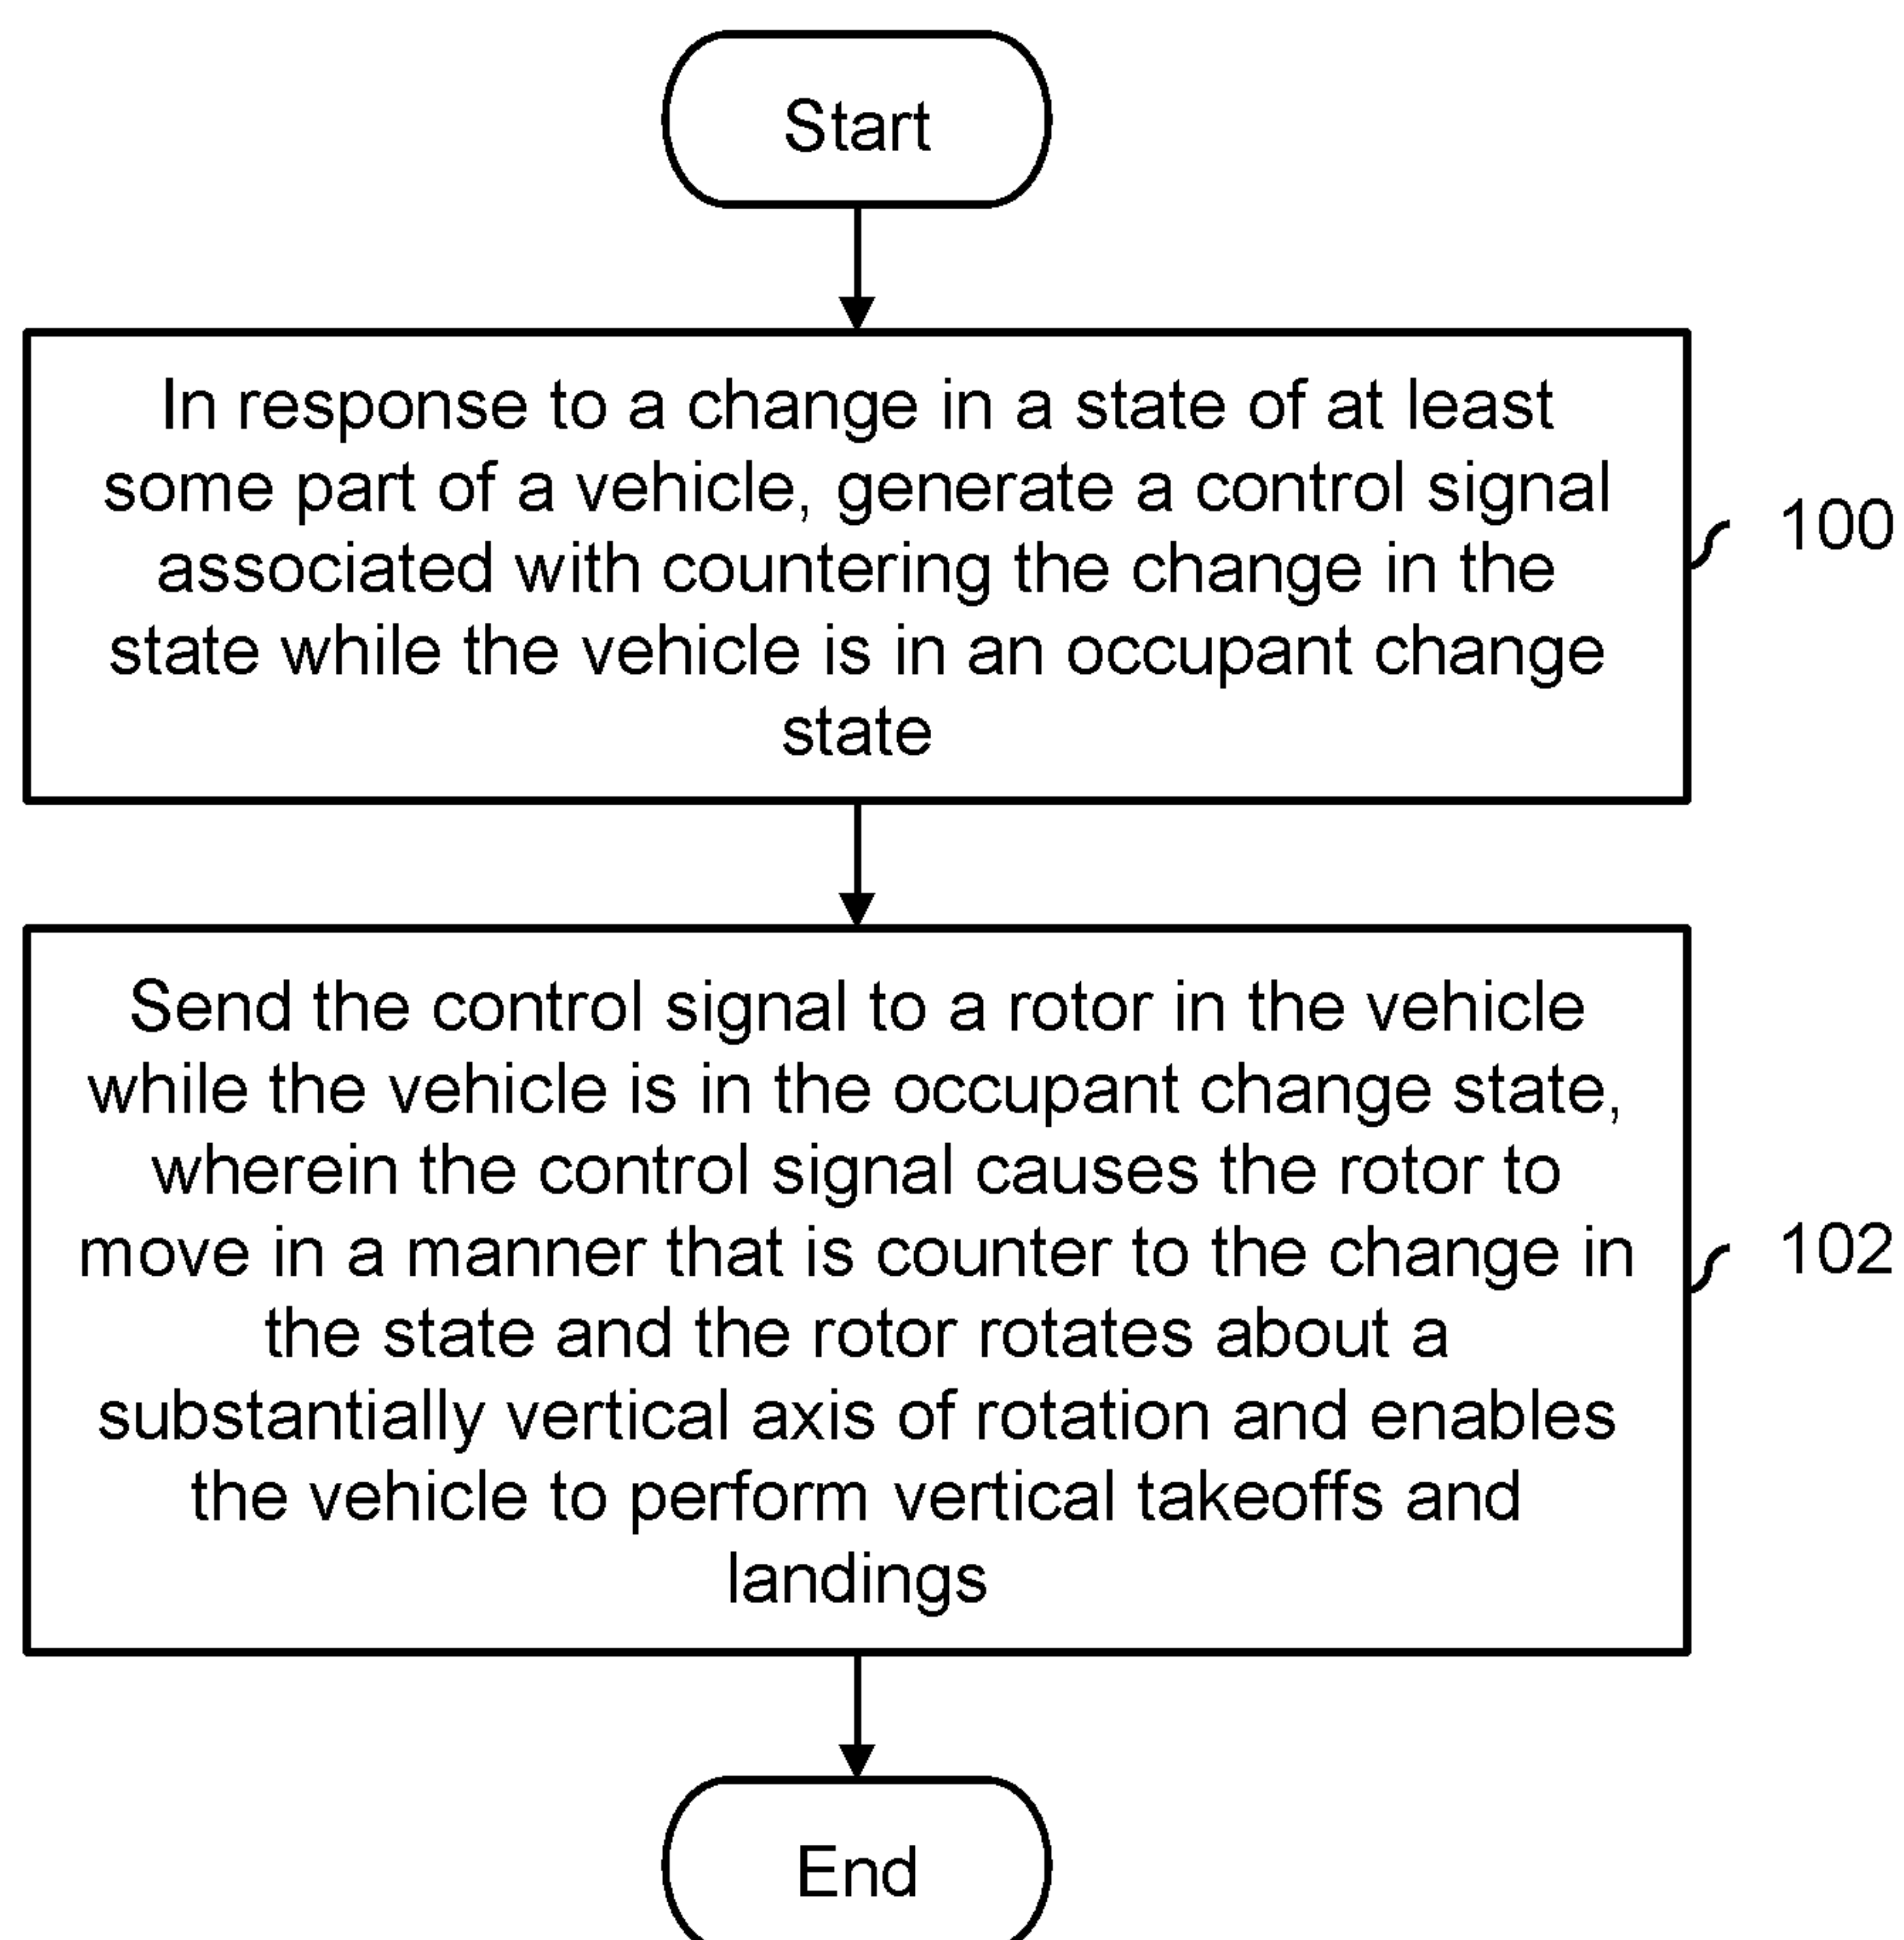 Start
In response to a change in a state of at least
some part of a vehicle, generate a control signal
associated with countering the change in the
state while the vehicle is in an occupant change
state
100
Send the control signal to a rotor in the vehicle
while the vehicle is in the occupant change state,
wherein the control signal causes the rotor to
move in a manner that is counter to the change in
the state and the rotor rotates about a
substantially vertical axis of rotation and enables
the vehicle to perform vertical takeoffs and
landings
102
End